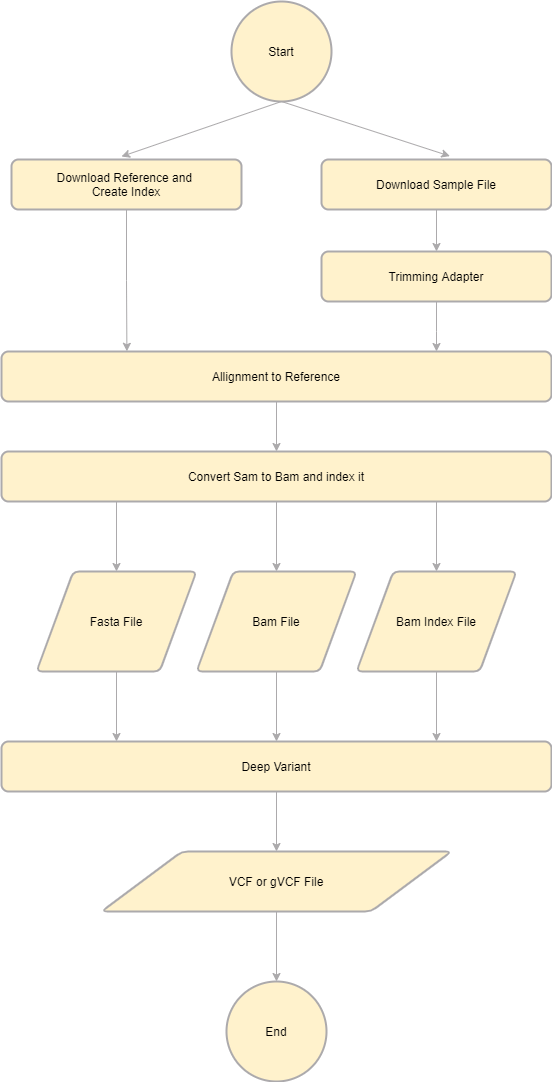 Start
Download Reference and
Create Index
Download Sample File
Trimming Adapter
Allignment to Reference
Convert Sam to Bam and index it
Fasta File
Bam File
Bam Index File
Deep Variant
VCF or gVCF File
End